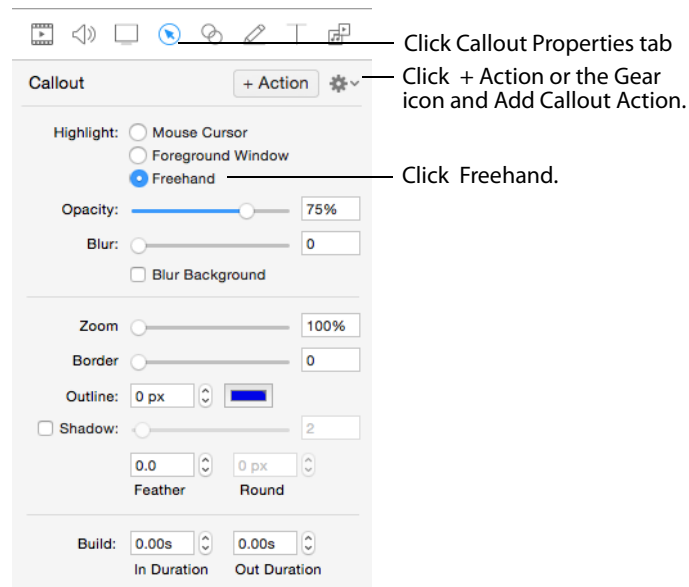 Click Callout Properties tab
Callout
+ Action
Click + Action or the Gear
icon and Add Callout Action.
Highlight:
Mouse Cursor
Foreground Window
Freehand
Click Freehand.
Opacity:
75%
Blur:
0
Blur Background
Zoom
100%
Border
0
Outline:
0 px
Shadow:
2
0.0
0 px
Feather
Round
Build:
0.00s
0.00s
In Duration
Out Duration